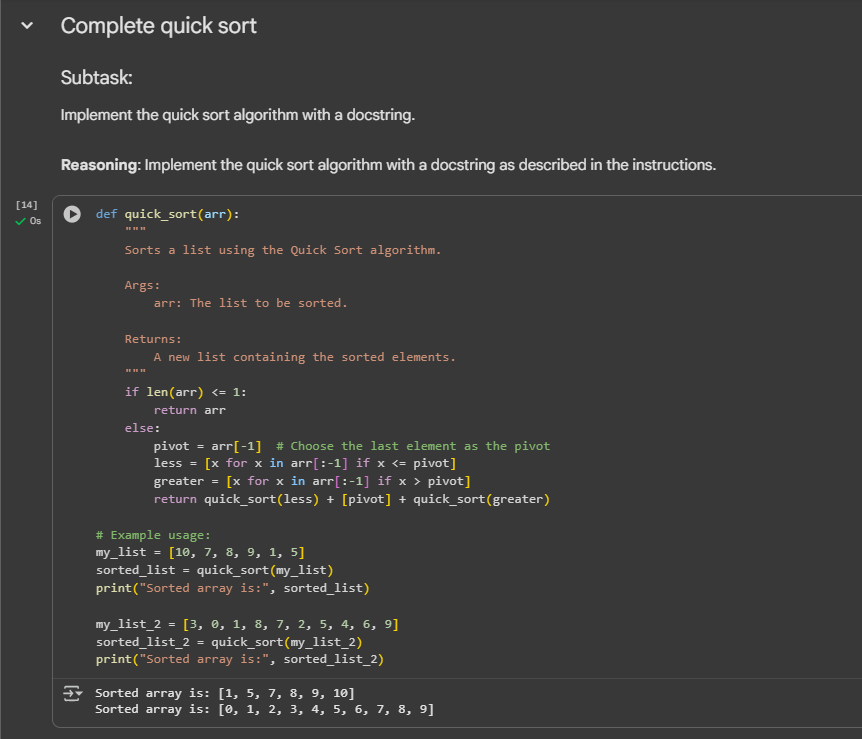 Complete quick sort
Subtask:
Implement the quick sort algorithm with a docstring.
Reasoning: Implement the quick sort algorithm with a docstring as described in the instructions.
[14]
0s
def quick_sort(arr):
    """
    Sorts a list using the Quick Sort algorithm.

    Args:
        arr: The list to be sorted.

    Returns:
        A new list containing the sorted elements.
    """
    if len(arr) <= 1:
        return arr
    else:
        pivot = arr[-1]  # Choose the last element as the pivot
        less = [x for x in arr[:-1] if x <= pivot]
        greater = [x for x in arr[:-1] if x > pivot]
        return quick_sort(less) + [pivot] + quick_sort(greater)

# Example usage:
my_list = [10, 7, 8, 9, 1, 5]
sorted_list = quick_sort(my_list)
print("Sorted array is:", sorted_list)

my_list_2 = [3, 0, 1, 8, 7, 2, 5, 4, 6, 9]
sorted_list_2 = quick_sort(my_list_2)
print("Sorted array is:", sorted_list_2)
Sorted array is: [1, 5, 7, 8, 9, 10]
Sorted array is: [0, 1, 2, 3, 4, 5, 6, 7, 8, 9]